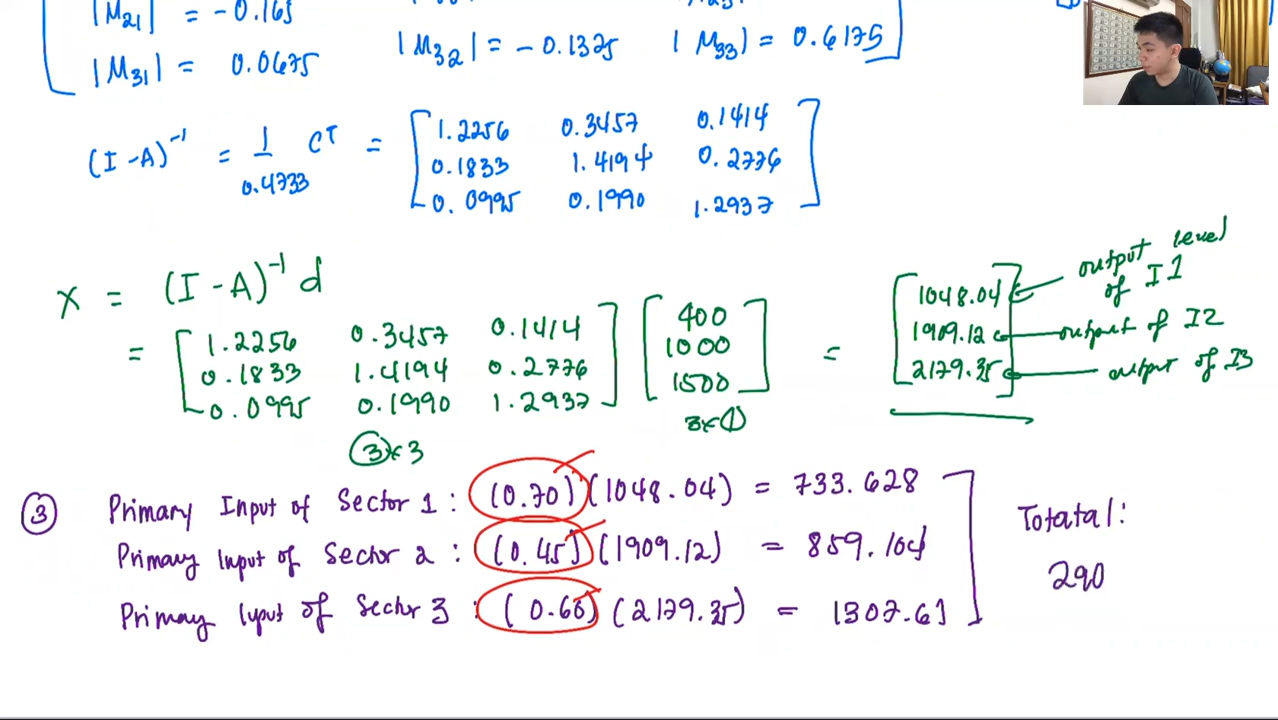 |M21| = -0.165
|M31| = 0.0675 |M32| = -0.1325 |M33| = 0.6175
(I-A)⁻¹ = 1/0.4733 Cᵀ = [1.2256 0.3457 0.1414
0.1833 1.4194 0.2776
0.0995 0.1990 1.2937]
X = (I-A)⁻¹ d
= [1.2256 0.3457 0.1414
0.1833 1.4194 0.2776
0.0995 0.1990 1.2937]
3×3
[400
1000
1500]
3×1
= [1048.04
1909.12
2179.35]
output level
of I1
output of I2
output of I3
3 Primary Input of Sector 1: (0.70)(1048.04) = 733.628
Primary Input of Sector 2: (0.45)(1909.12) = 859.104
Primary Input of Sector 3: (0.60)(2179.35) = 1307.61
Totatal:
290